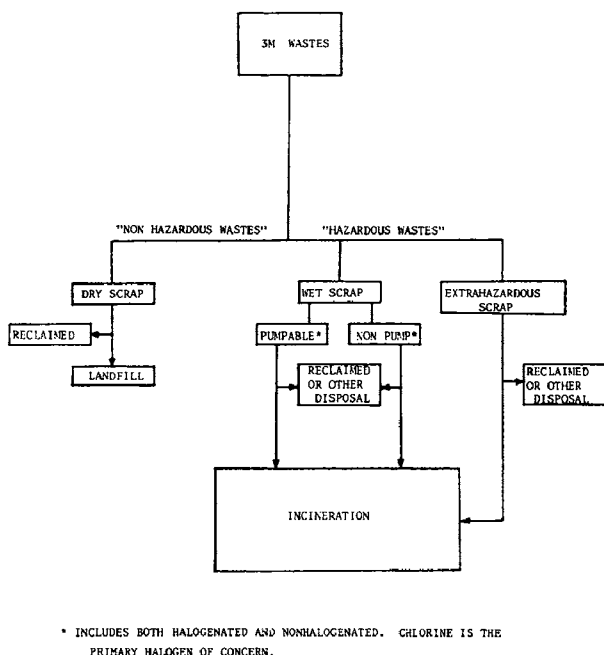 3M WASTES
"NON HAZARDOUS WASTES" "HAZARDOUS WASTES"
DRY SCRAP
WET SCRAP
EXTRAHAZARDOUS
SCRAP
RECLAIMED
PUMPABLE*
NON PUMP*
LANDFILL
RECLAIMED
OR OTHER
DISPOSAL
RECLAIMED
OR OTHER
DISPOSAL
INCINERATION
* INCLUDES BOTH HALOGENATED AND NONHALOGENATED. CHLORINE IS THE
PRIMARY HALOGEN OF CONCERN.